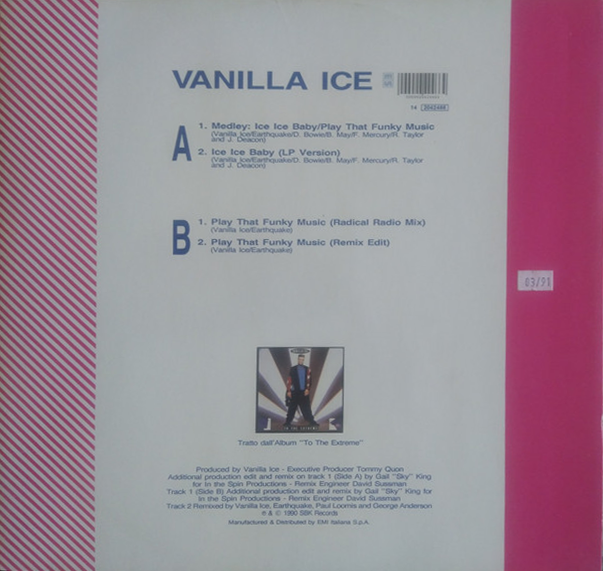 VANILLA ICE
14 2042488
A
1. Medley: Ice Ice Baby/Play That Funky Music
(Vanilla Ice/Earthquake/D. Bowie/B. May/F. Mercury/R. Taylor
and J. Deacon)
2. Ice Ice Baby (LP Version)
(Vanilla Ice/Earthquake/D. Bowie/B. May/F. Mercury/R. Taylor
and J. Deacon)
B
1. Play That Funky Music (Radical Radio Mix)
(Vanilla Ice/Earthquake)
2. Play That Funky Music (Remix Edit)
(Vanilla Ice/Earthquake)
03/91
TO THE EXTREME
Tratto dall'Album "To The Extreme"
Produced by Vanilla Ice - Executive Producer Tommy Quon
Additional production edit and remix on track 1 (Side A) by Gail "Sky" King
for In the Spin Productions - Remix Engineer David Sussman
Track 1 (Side B) Additional production edit and remix by Gail "Sky" King for
In the Spin Productions - Remix Engineer David Sussman
Track 2 Remixed by Vanilla Ice, Earthquake, Paul Loomis and George Anderson
℗ & © 1990 SBK Records
Manufactured & Distributed by EMI Italiana S.p.A.